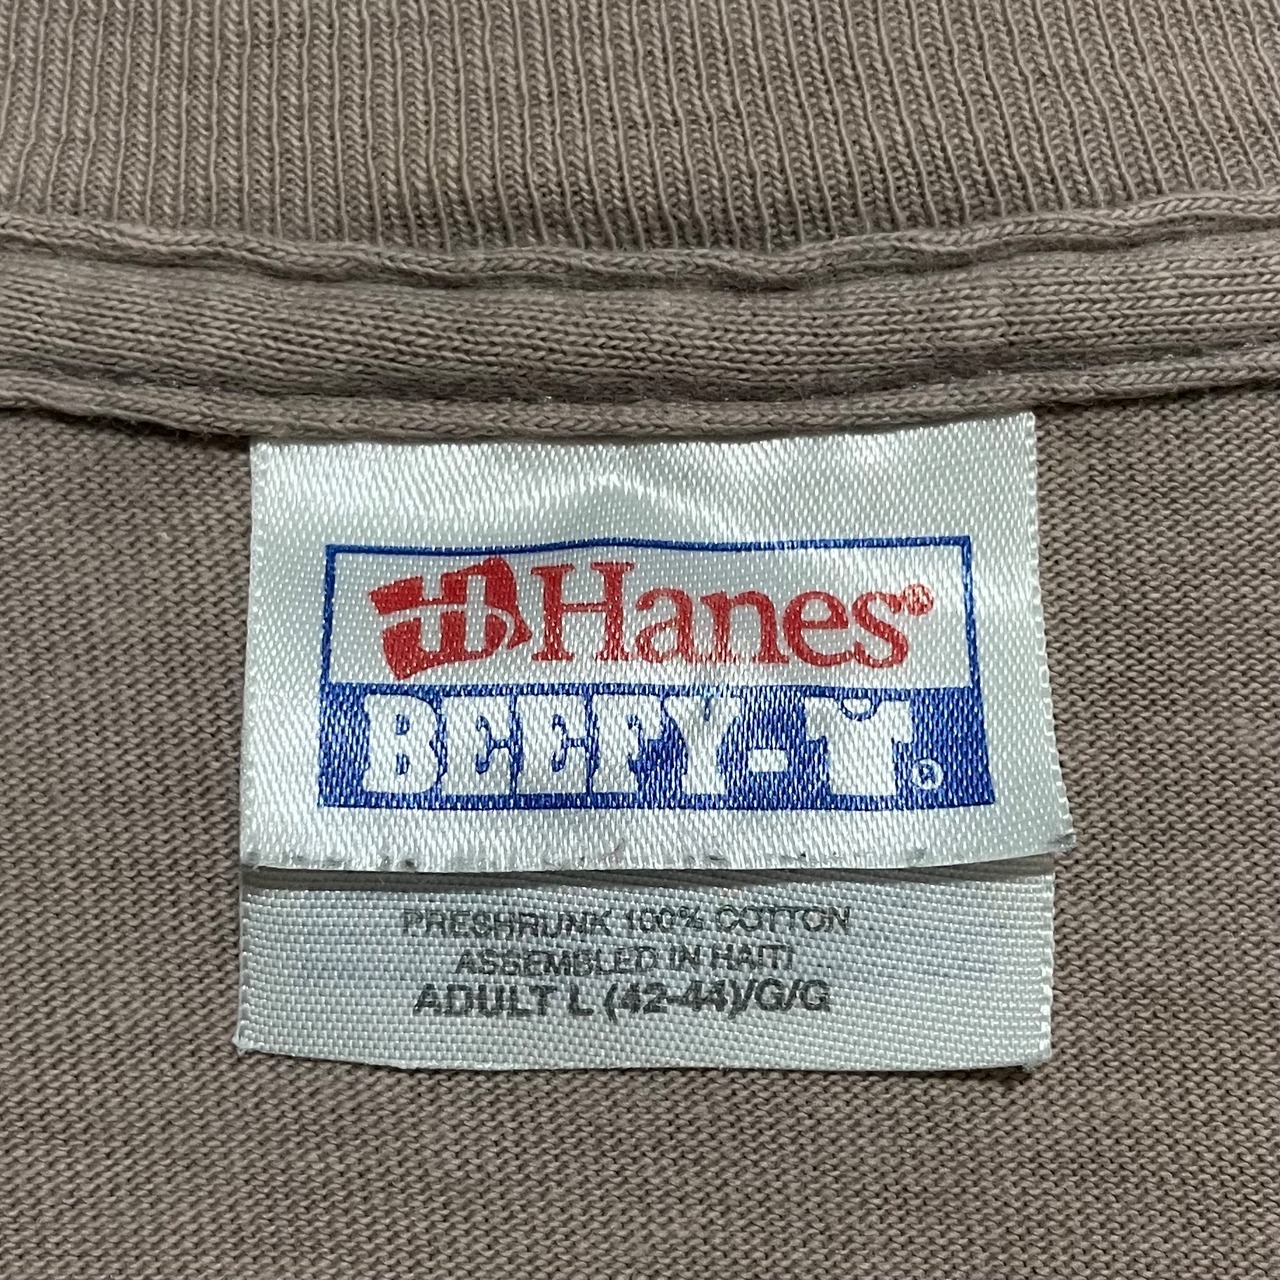 Hanes®
BEEFY-T®
PRESHRUNK 100% COTTON
ASSEMBLED IN HAITI
ADULT L (42-44)/G/G